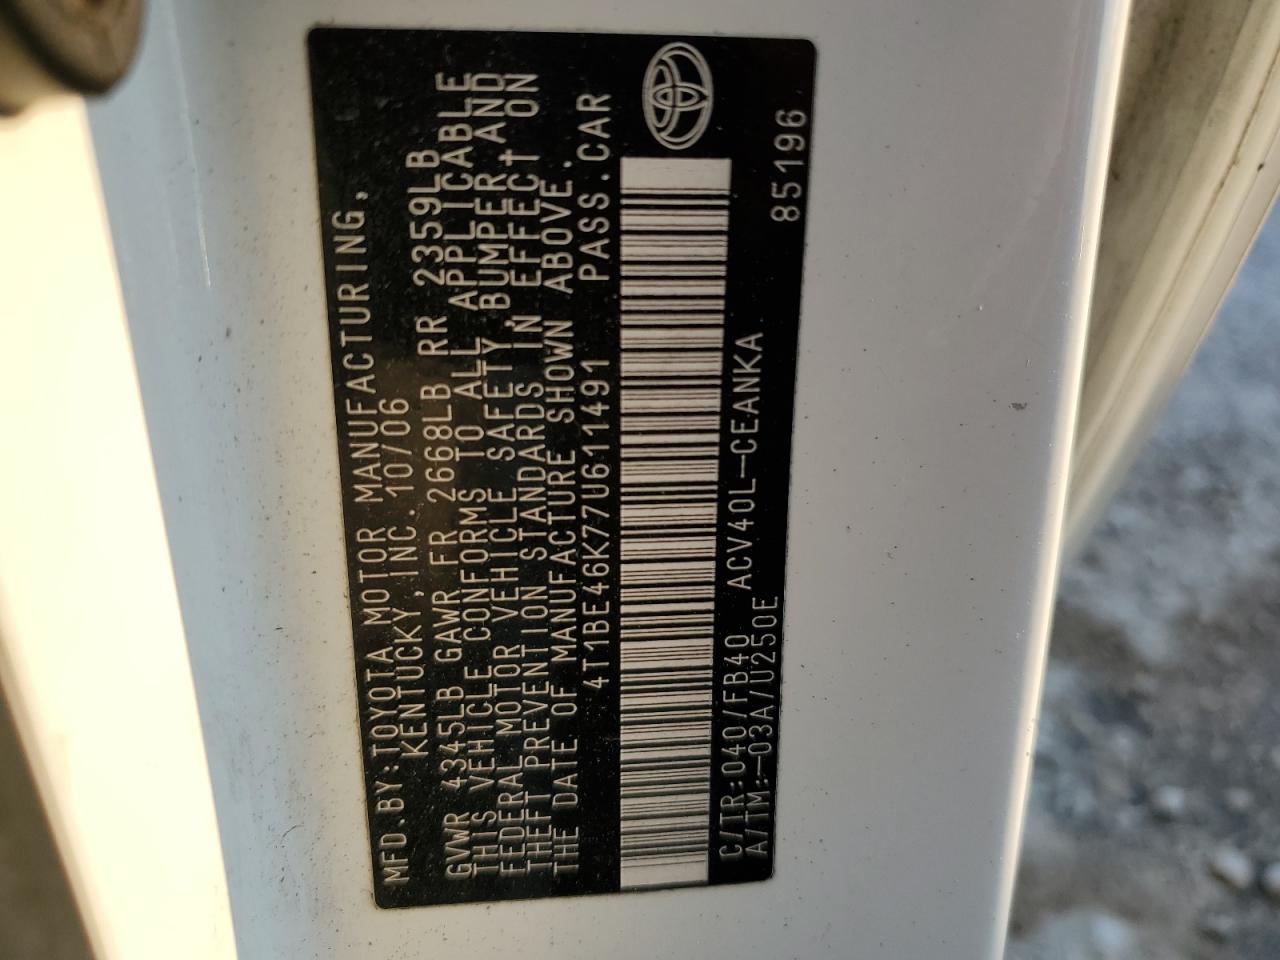 MFD.BY:TOYOTA MOTOR MANUFACTURING,
KENTUCKY,INC. 10/06
GVWR 4345LB GAWR FR 2668LB RR 2359LB
THIS VEHICLE CONFORMS TO ALL APPLICABLE
FEDERAL MOTOR VEHICLE SAFETY,BUMPER,AND
THEFT PREVENTION STANDARDS IN EFFECT ON
THE DATE OF MANUFACTURE SHOWN ABOVE.
4T1BE46K77U611491 PASS.CAR
C/TR:040/FB40 ACV40L-CEANKA
A/TM:-03A/U250E 85196